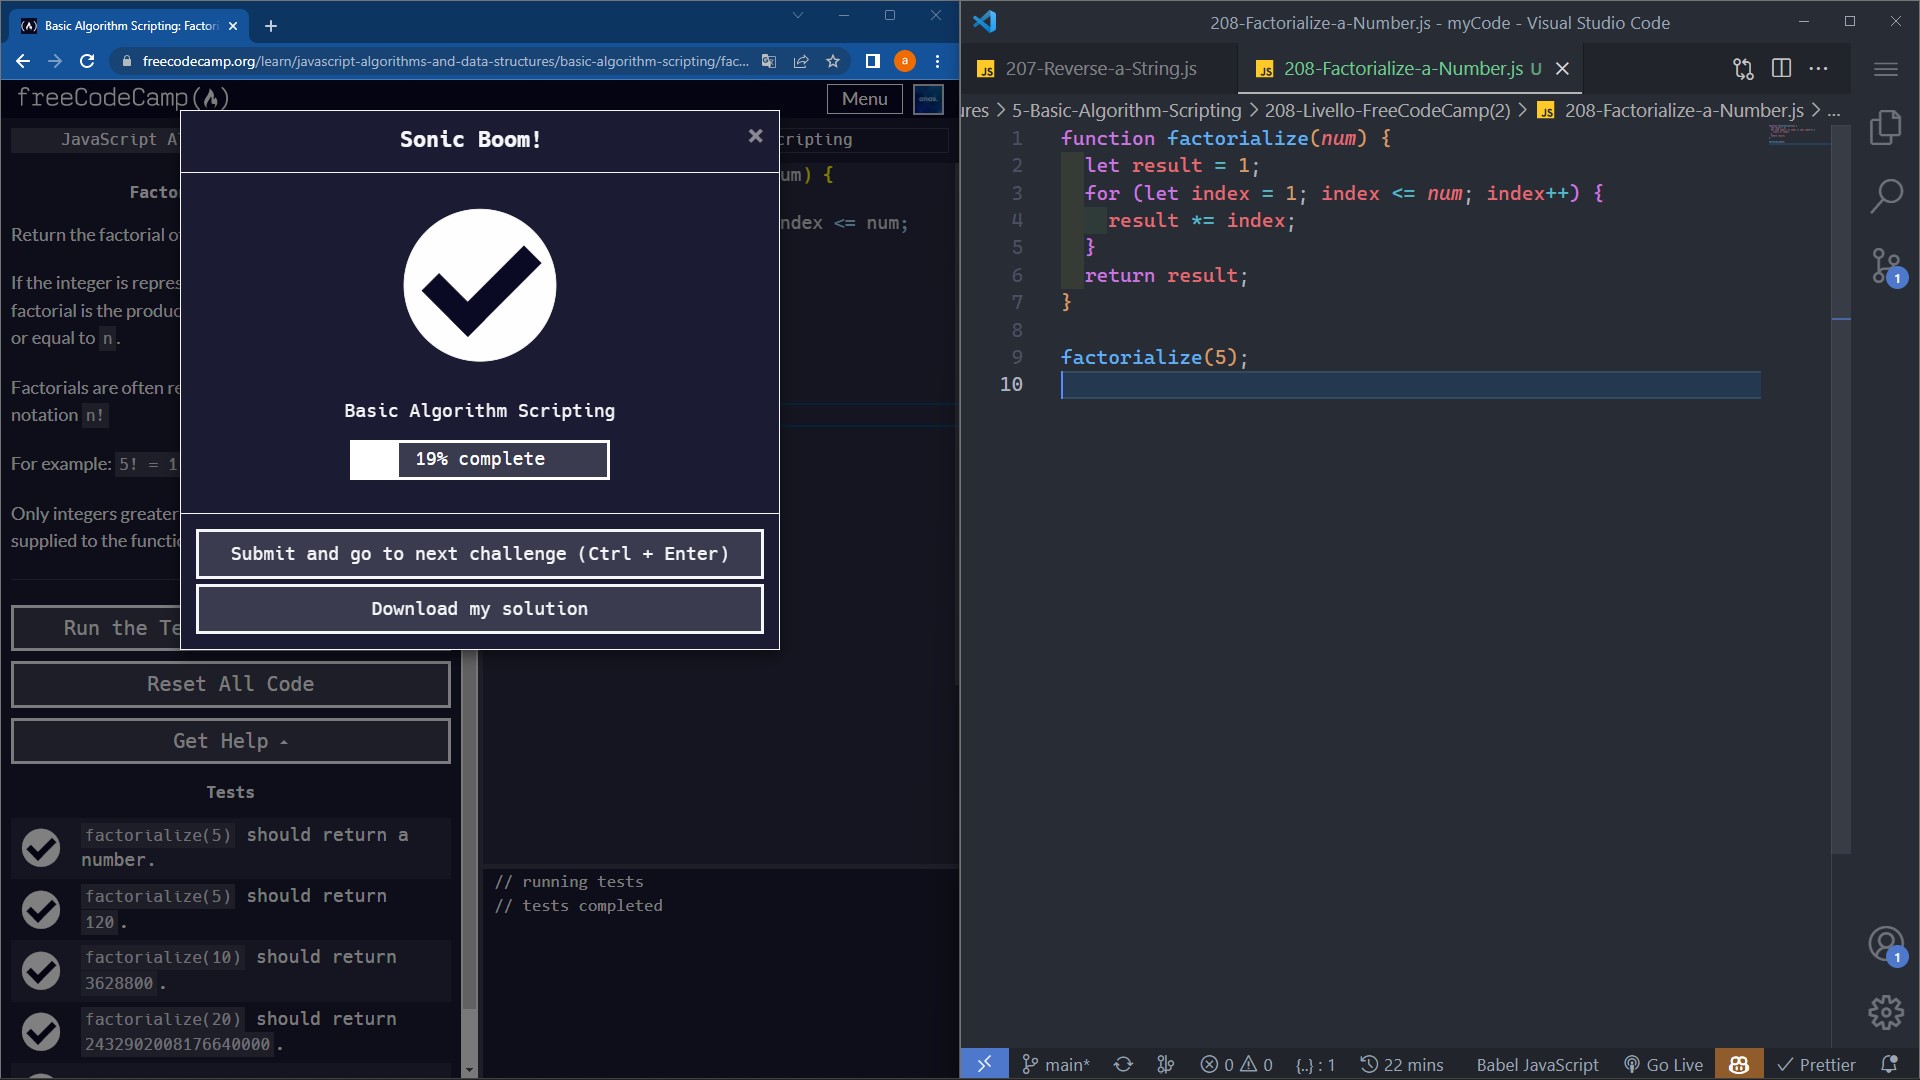 Basic Algorithm Scripting: Factori
freecodecamp.org/learn/javascript-algorithms-and-data-structures/basic-algorithm-scripting/fac...
a
freeCodeCamp
Menu
JavaScript A
cripting
Sonic Boom!
Basic Algorithm Scripting
19% complete
Submit and go to next challenge (Ctrl + Enter)
Download my solution
Facto
Return the factorial o
If the integer is repres
factorial is the produc
or equal to n.
Factorials are often re
notation n!
For example: 5! = 1
Only integers greater
supplied to the functio
Run the Te
Reset All Code
Get Help
Tests
factorialize(5) should return a
number.
factorialize(5) should return
120.
factorialize(10) should return
3628800.
factorialize(20) should return
2432902008176640000.
um) {
ndex <= num;
// running tests
// tests completed
208-Factorialize-a-Number.js - myCode - Visual Studio Code
JS 207-Reverse-a-String.js
JS 208-Factorialize-a-Number.js U
ures > 5-Basic-Algorithm-Scripting > 208-Livello-FreeCodeCamp(2) > JS 208-Factorialize-a-Number.js > ...
1 function factorialize(num) {
2 let result = 1;
3 for (let index = 1; index <= num; index++) {
4 result *= index;
5 }
6 return result;
7 }
8
9 factorialize(5);
10
1
1
main* 0 0 {..} : 1 22 mins Babel JavaScript Go Live Prettier